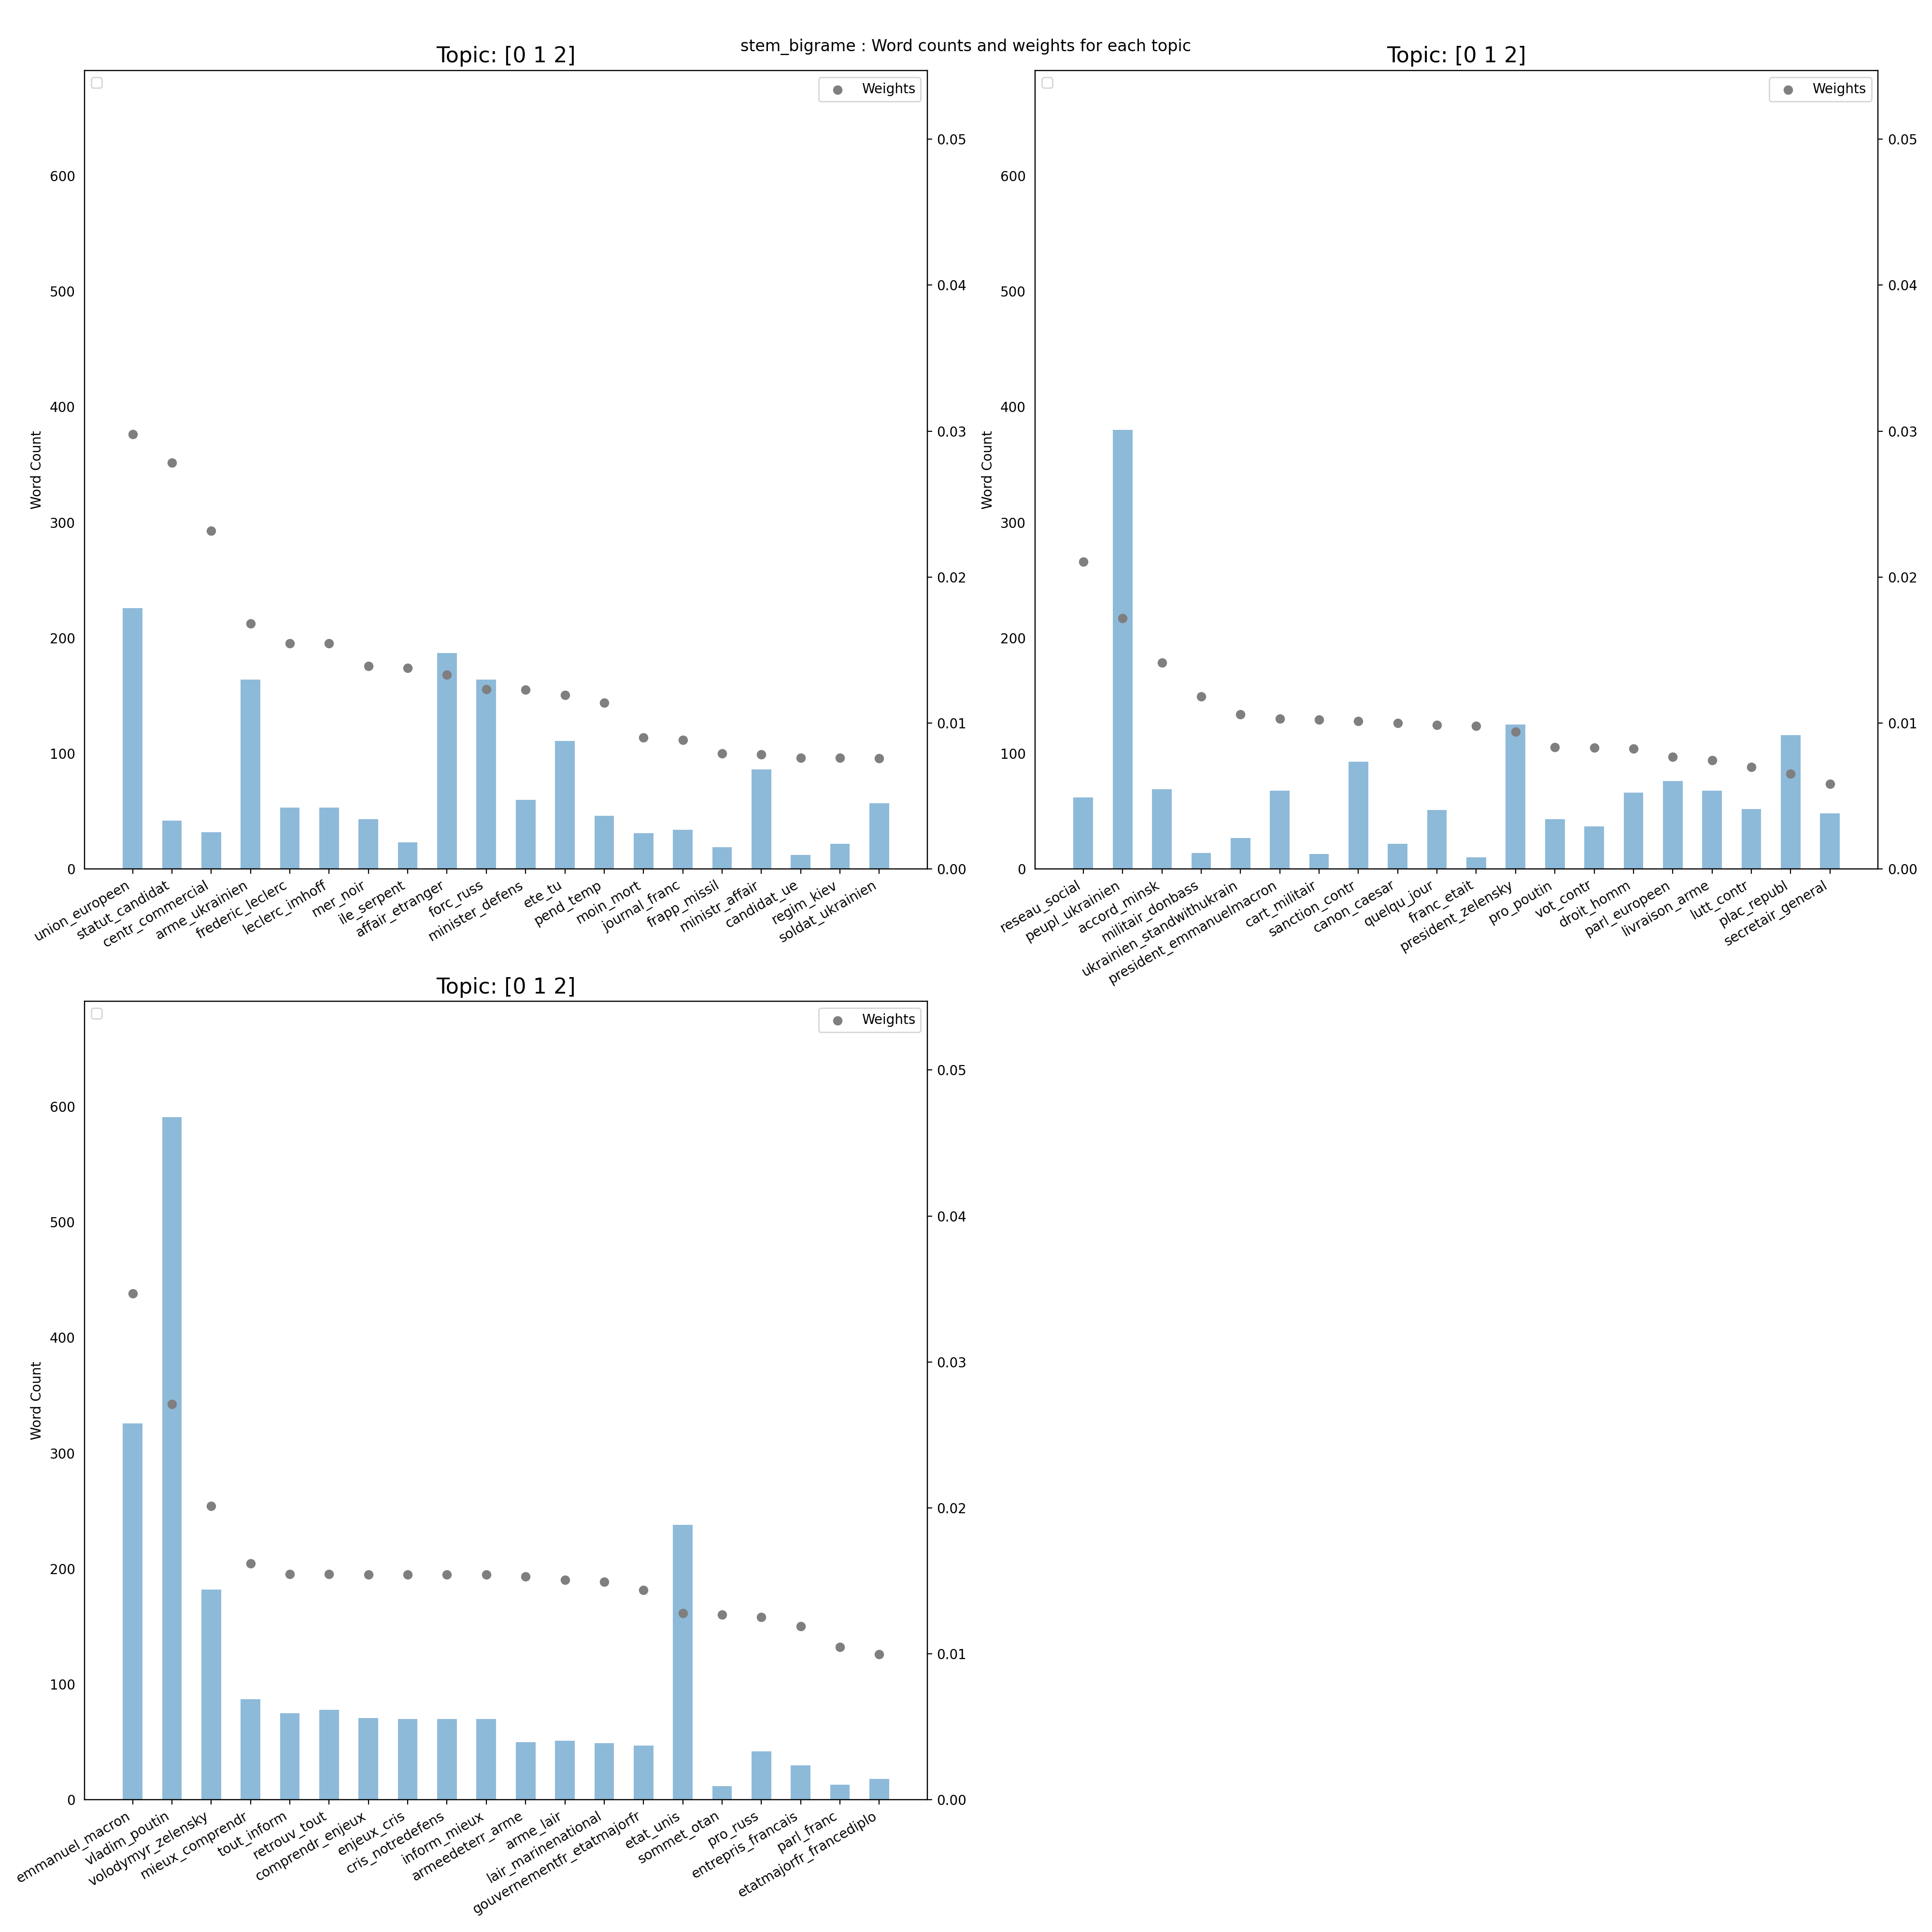 stem_bigrame : Word counts and weights for each topic
Topic: [0 1 2]
Weights
Word Count
600
500
400
300
200
100
0
0.05
0.04
0.03
0.02
0.01
0.00
union_europeen
statut_candidat
centr_commercial
arme_ukrainien
frederic_leclerc
leclerc_imhoff
mer_noir
ile_serpent
affair_etranger
forc_russ
minister_defens
ete_tu
pend_temp
moin_mort
journal_franc
frapp_missil
ministr_affair
candidat_ue
regim_kiev
soldat_ukrainien
Topic: [0 1 2]
Weights
Word Count
600
500
400
300
200
100
0
0.05
0.04
0.03
0.02
0.01
0.00
reseau_social
peupl_ukrainien
accord_minsk
militair_donbass
ukrainien_standwithukrain
president_emmanuelmacron
cart_militair
sanction_contr
canon_caesar
quelqu_jour
franc_etait
president_zelensky
pro_poutin
vot_contr
droit_homm
parl_europeen
livraison_arme
lutt_contr
plac_republ
secretair_general
Topic: [0 1 2]
Weights
Word Count
600
500
400
300
200
100
0
0.05
0.04
0.03
0.02
0.01
0.00
emmanuel_macron
vladim_poutin
volodymyr_zelensky
mieux_comprendr
tout_inform
retrouv_tout
comprendr_enjeux
enjeux_cris
cris_notredefens
inform_mieux
armeedeterr_arme
arme_lair
lair_marinenational
gouvernementfr_etatmajorfr
etat_unis
sommet_otan
pro_russ
entrepris_francais
parl_franc
etatmajorfr_francediplo